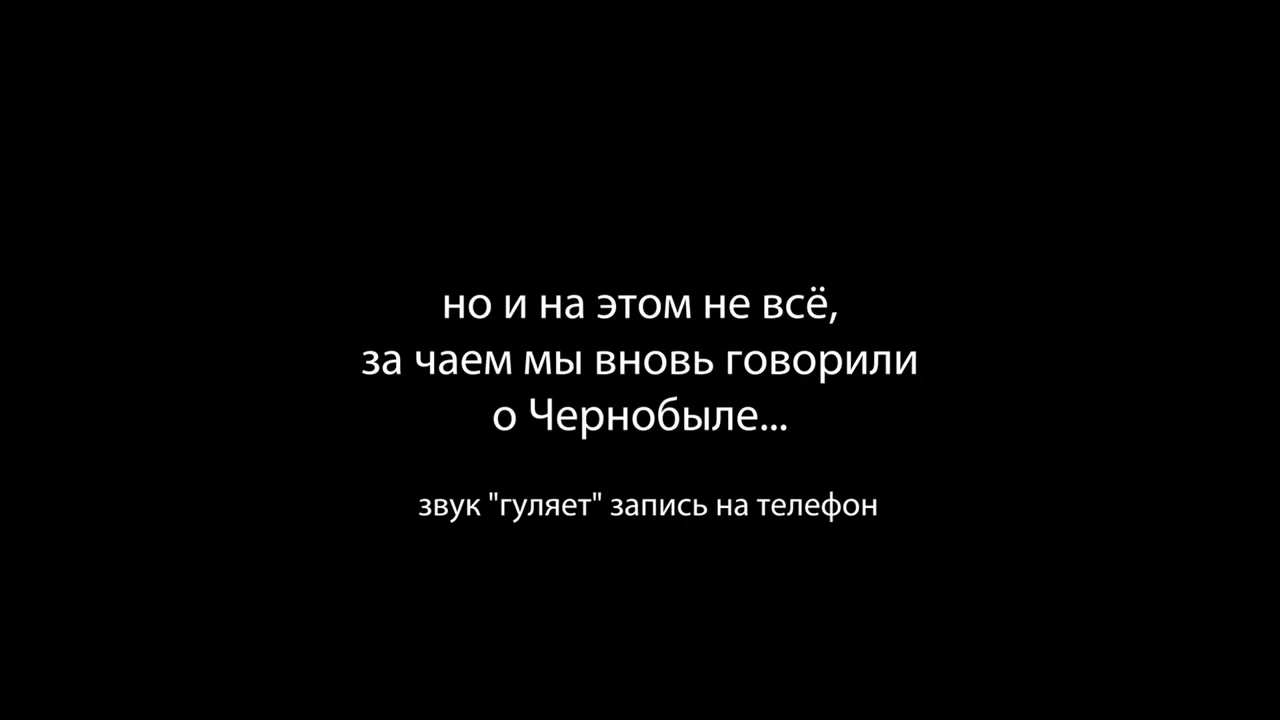 но и на этом не всё,
за чаем мы вновь говорили
о Чернобыле...
звук "гуляет" запись на телефон